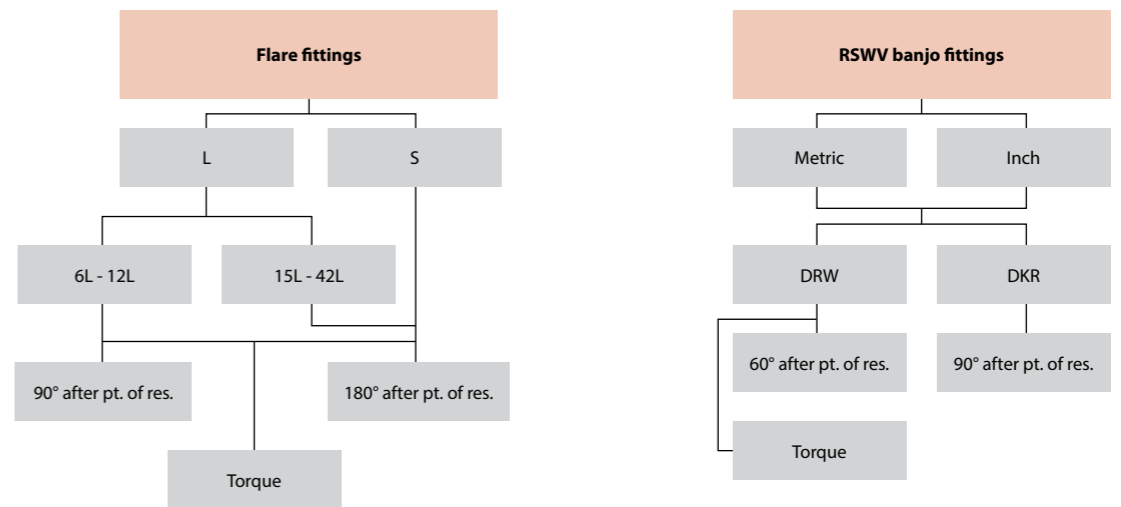 Flare fittings
L
S
6L - 12L
15L - 42L
90° after pt. of res.
180° after pt. of res.
Torque
RSWV banjo fittings
Metric
Inch
DRW
DKR
60° after pt. of res.
90° after pt. of res.
Torque